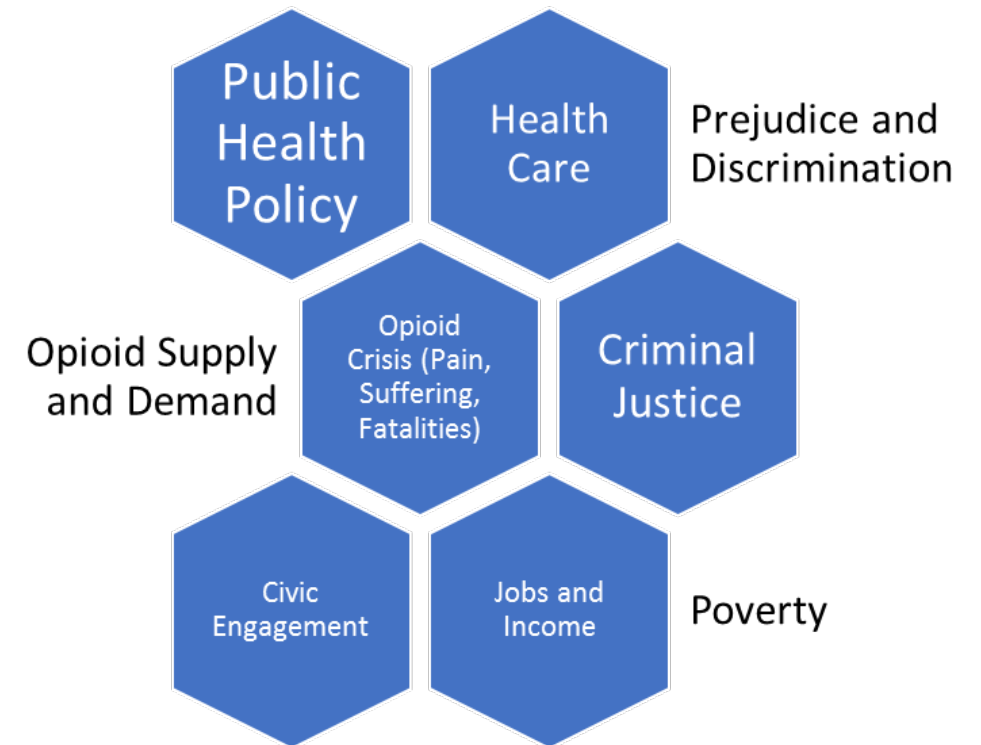 Public
Health
Policy
Health
Care
Prejudice and
Discrimination
Opioid Supply
and Demand
Opioid
Crisis (Pain,
Suffering,
Fatalities)
Criminal
Justice
Civic
Engagement
Jobs and
Income
Poverty